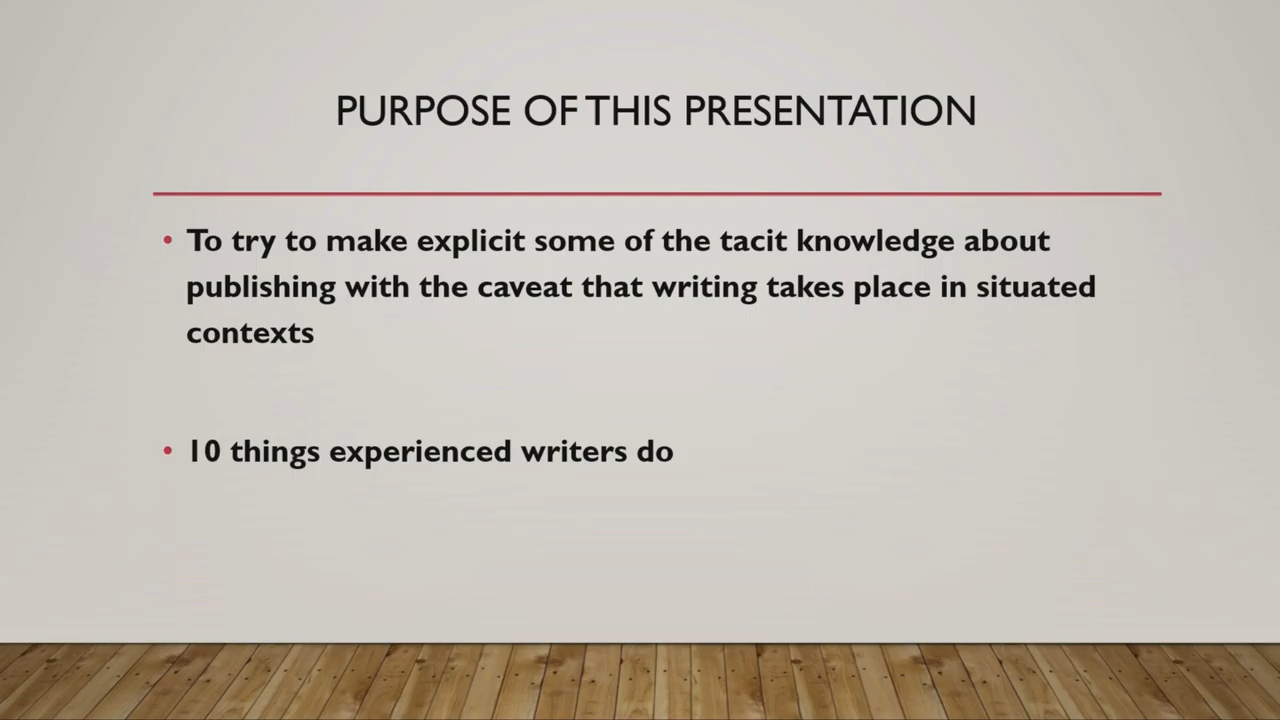 PURPOSE OF THIS PRESENTATION
• To try to make explicit some of the tacit knowledge about
publishing with the caveat that writing takes place in situated
contexts
• 10 things experienced writers do